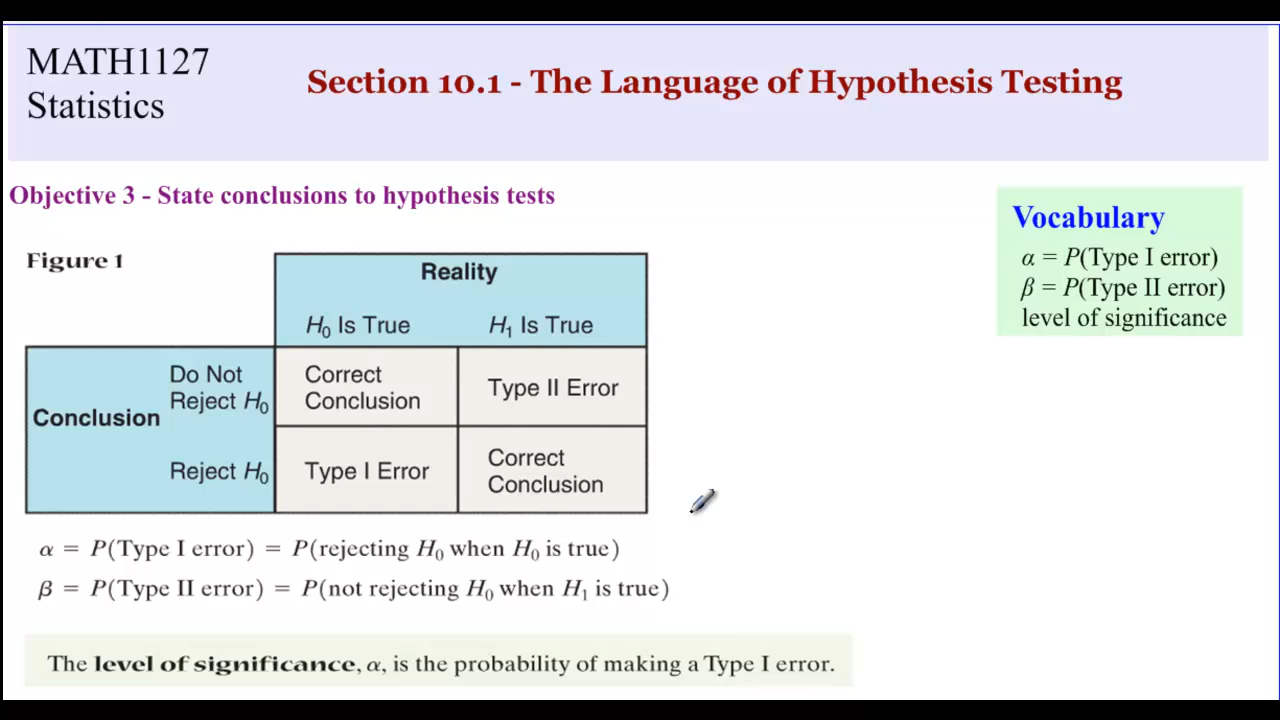 MATH1127
Statistics
Section 10.1 - The Language of Hypothesis Testing
Objective 3 - State conclusions to hypothesis tests
Vocabulary
α = P(Type I error)
β = P(Type II error)
level of significance
Figure 1
Reality
H₀ Is True
H₁ Is True
Conclusion
Do Not
Reject H₀
Correct
Conclusion
Type II Error
Reject H₀
Type I Error
Correct
Conclusion
α = P(Type I error) = P(rejecting H₀ when H₀ is true)
β = P(Type II error) = P(not rejecting H₀ when H₁ is true)
The level of significance, α, is the probability of making a Type I error.